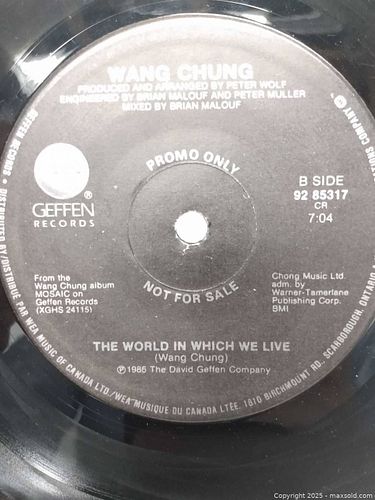 WANG CHUNG
PRODUCED AND ARRANGED BY PETER WOLF
ENGINEERED BY BRIAN MALOUF AND PETER MULLER
MIXED BY BRIAN MALOUF
PROMO ONLY
GEFFEN
RECORDS
®
B SIDE
92 85317
CR
7:04
From the
Wang Chung album
MOSAIC on
Geffen Records
(XGHS 24115)
Chong Music Ltd.
adm. by
Warner-Tamerlane
Publishing Corp.
BMI
NOT FOR SALE
THE WORLD IN WHICH WE LIVE
(Wang Chung)
℗1986 The David Geffen Company
GEFFEN RECORDS • DISTRIBUTED BY/DISTRIBUÉ PAR WEA MUSIC OF CANADA LTD./WEA MUSIQUE DU CANADA LTÉE. 1810 BIRCHMOUNT RD. SCARBOROUGH, ONTARIO
ATIONS COMPANY
Copyright © 2025 - maxsold.com